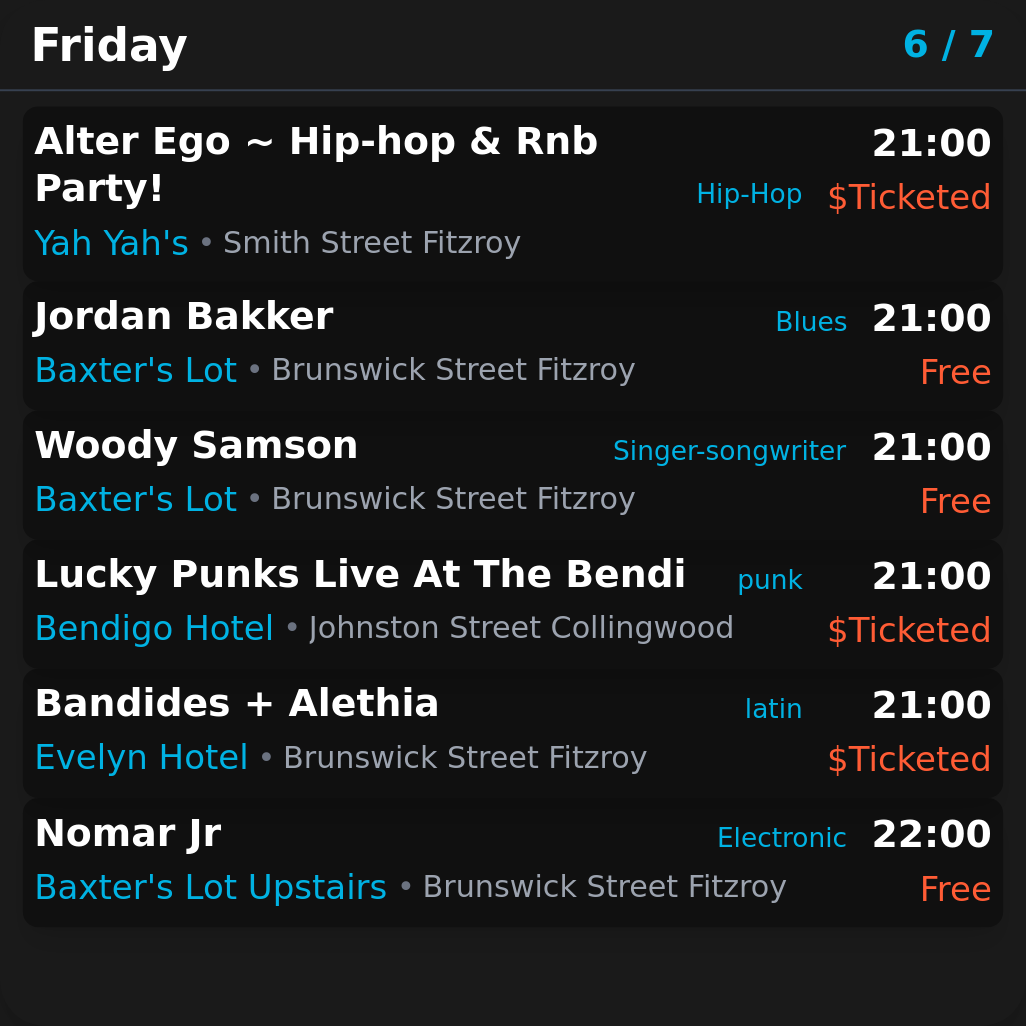 Friday 6 / 7
Alter Ego ~ Hip-hop & Rnb 21:00
Party! Hip-Hop $Ticketed
Yah Yah's • Smith Street Fitzroy
Jordan Bakker Blues 21:00
Baxter's Lot • Brunswick Street Fitzroy Free
Woody Samson Singer-songwriter 21:00
Baxter's Lot • Brunswick Street Fitzroy Free
Lucky Punks Live At The Bendi punk 21:00
Bendigo Hotel • Johnston Street Collingwood $Ticketed
Bandides + Alethia latin 21:00
Evelyn Hotel • Brunswick Street Fitzroy $Ticketed
Nomar Jr Electronic 22:00
Baxter's Lot Upstairs • Brunswick Street Fitzroy Free